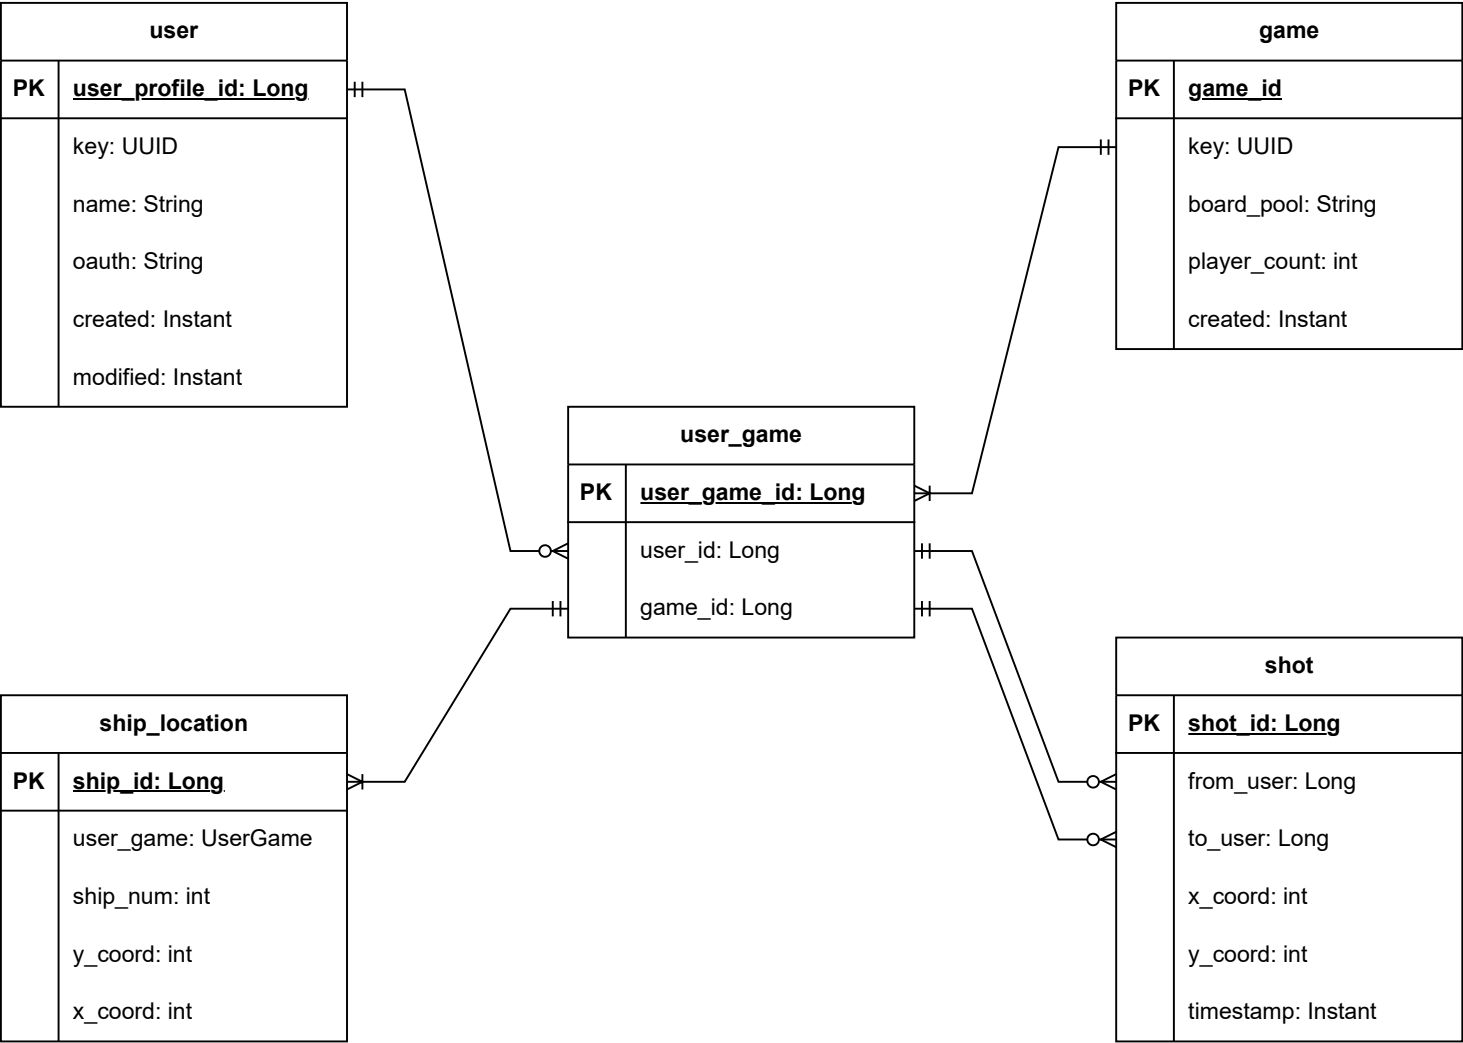 user
PK user_profile_id: Long
key: UUID
name: String
oauth: String
created: Instant
modified: Instant
game
PK game_id
key: UUID
board_pool: String
player_count: int
created: Instant
user_game
PK user_game_id: Long
user_id: Long
game_id: Long
ship_location
PK ship_id: Long
user_game: UserGame
ship_num: int
y_coord: int
x_coord: int
shot
PK shot_id: Long
from_user: Long
to_user: Long
x_coord: int
y_coord: int
timestamp: Instant